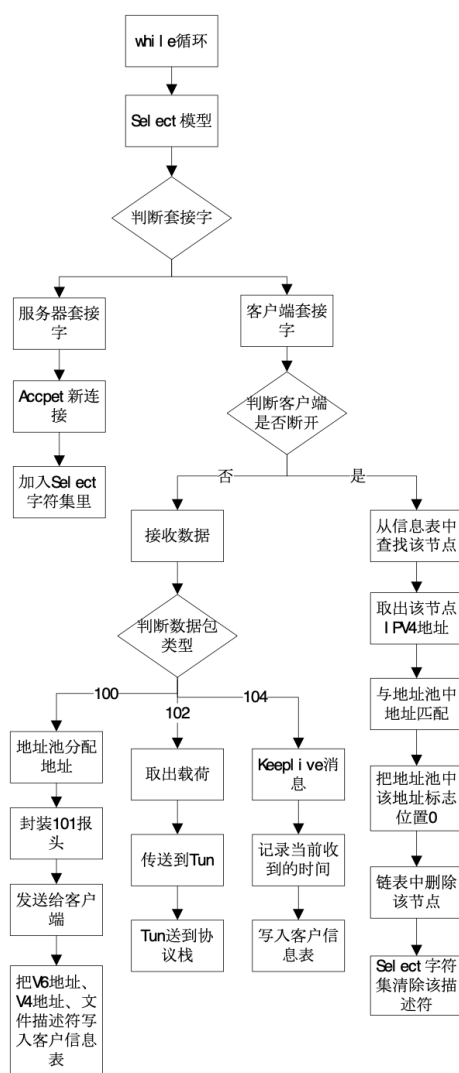 while循环
Select 模型
判断套接字
服务器套接
字
客户端套接
字
Accpet 新连
接
判断客户端
是否断开
加入Select
字符集里
否
是
接收数据
从信息表中
查找该节点
判断数据包
类型
取出该节点
IPV4地址
100
102
104
与地址池中
地址匹配
地址池分配
地址
取出载荷
Keeplive消
息
把地址池中
该地址标志
位置0
封装101报
头
传送到Tun
记录当前收
到的时间
链表中删除
该节点
发送给客户
端
Tun送到协
议栈
写入客户信
息表
Select 字符
集清除该描
述符
把V6地址、
V4地址、文
件描述符写
入客户信息
表